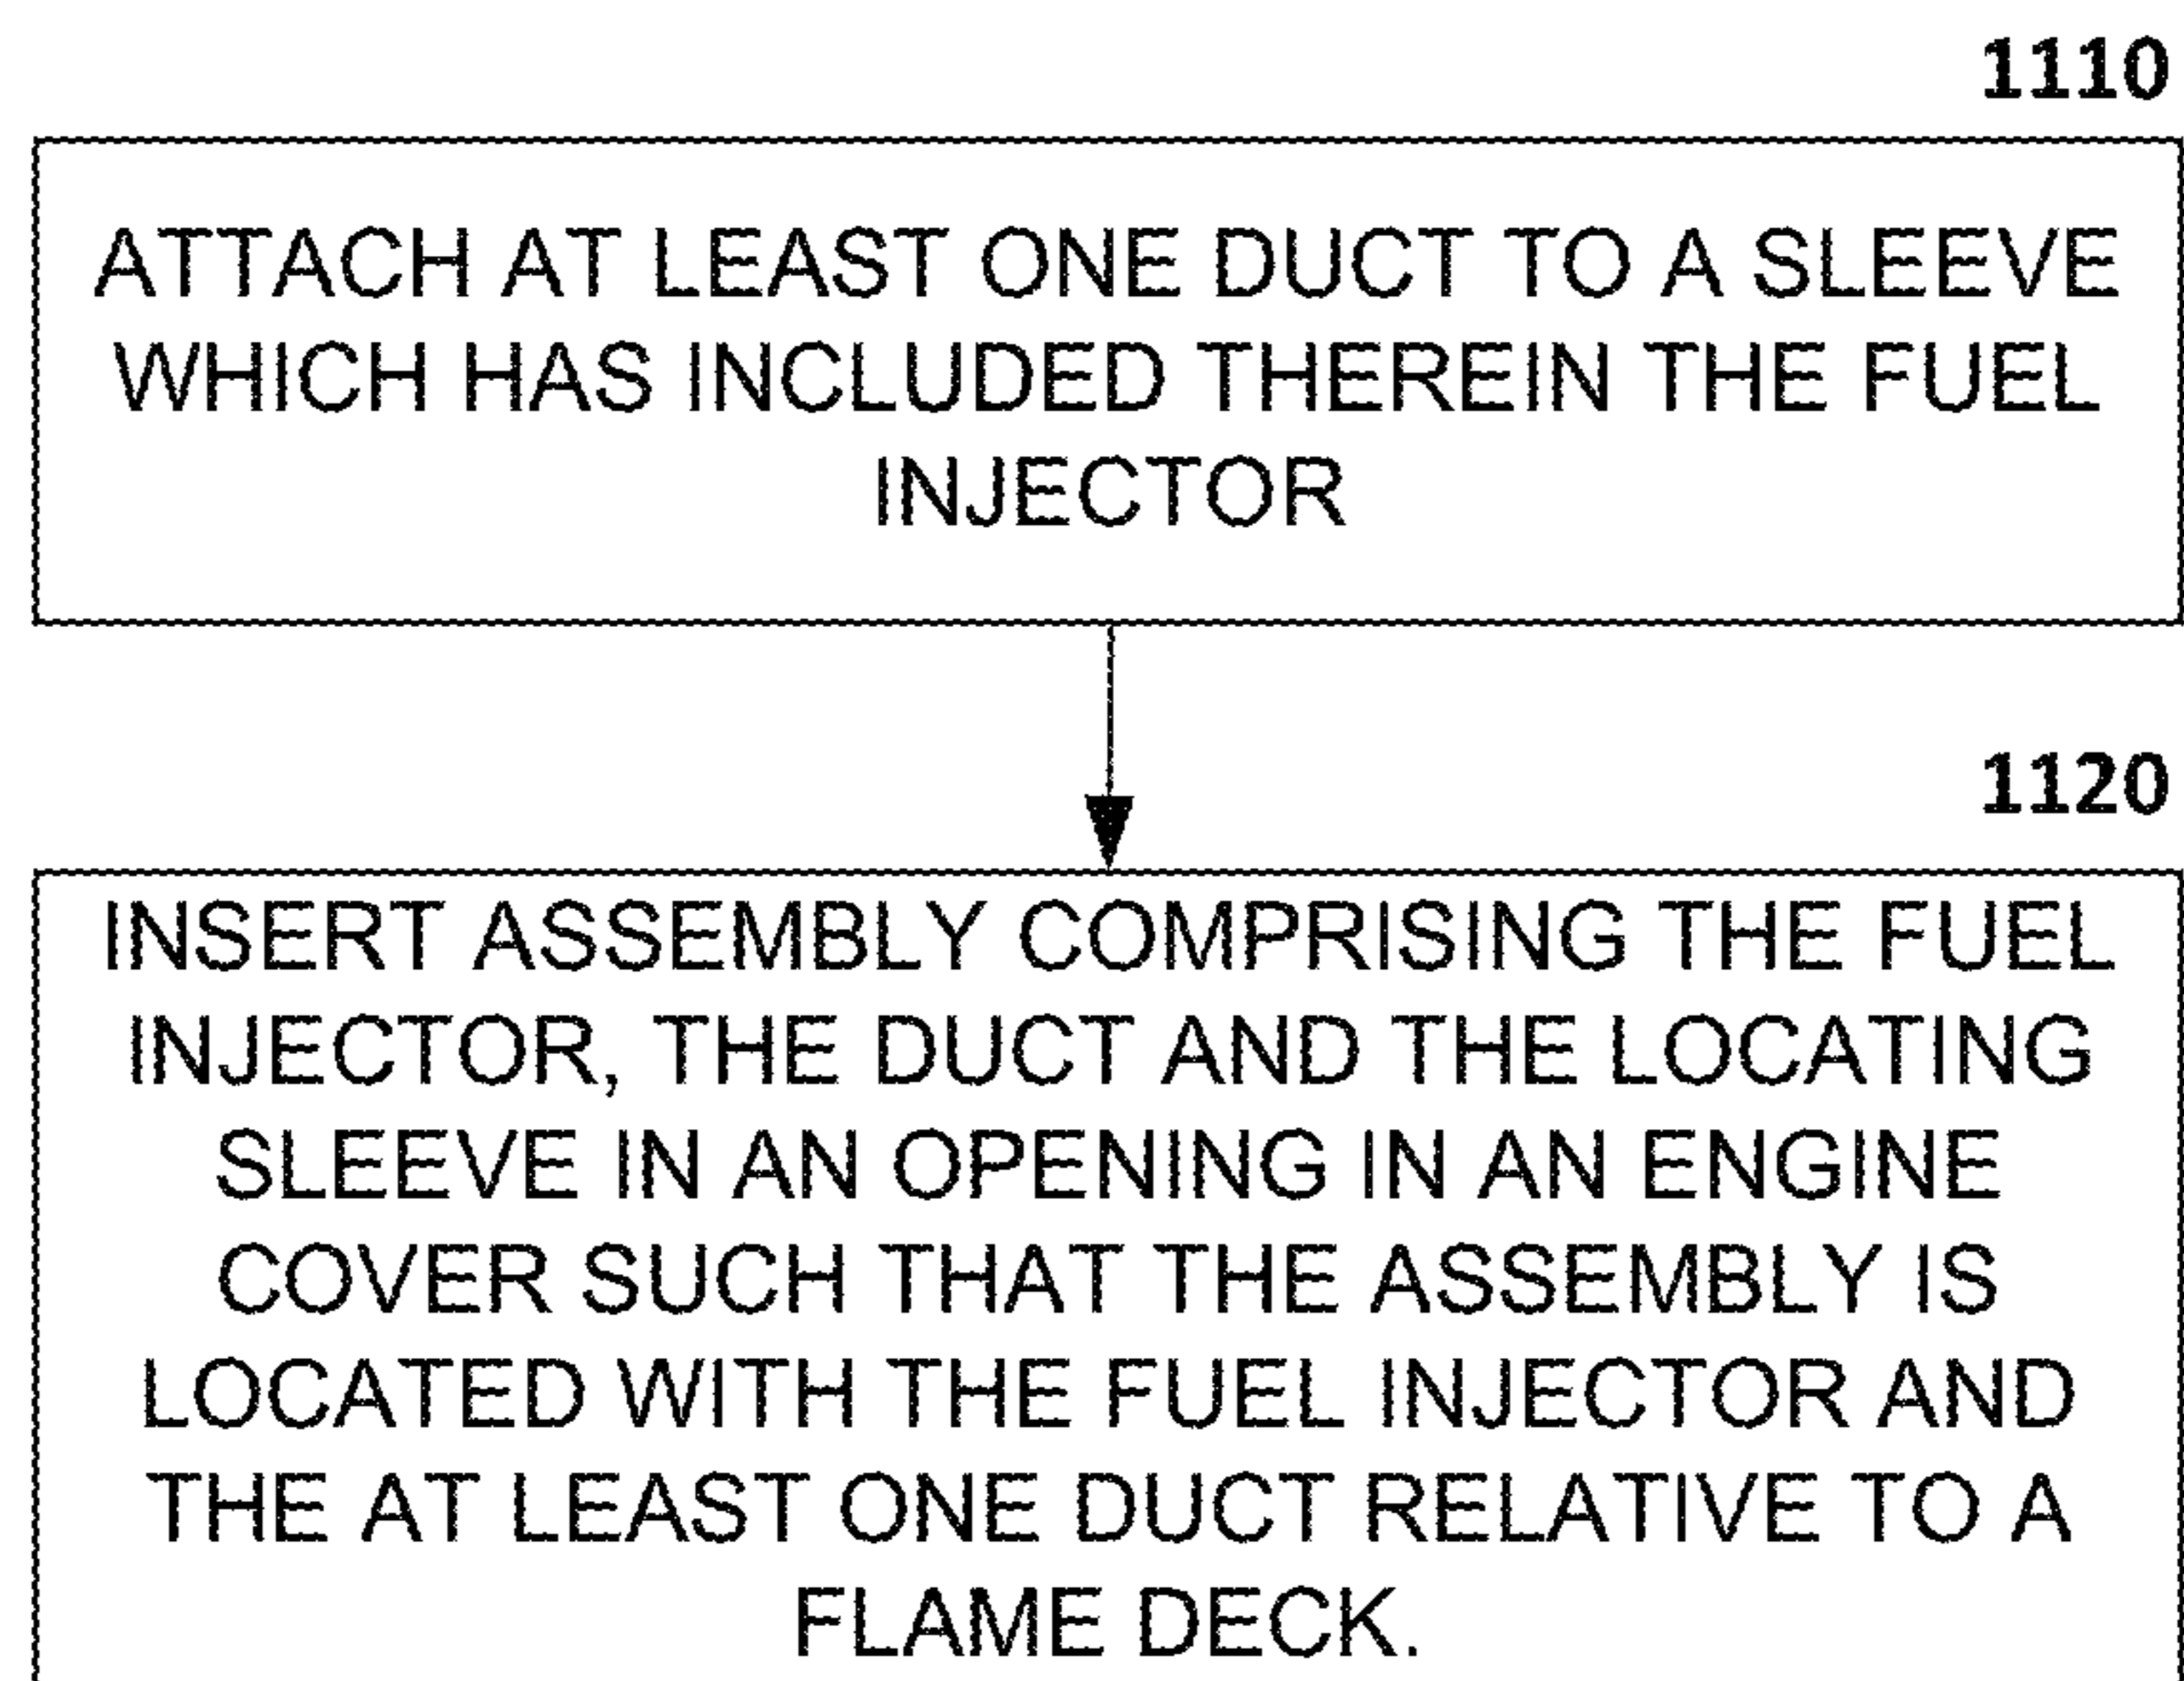 1110
ATTACH AT LEAST ONE DUCT TO A SLEEVE
WHICH HAS INCLUDED THEREIN THE FUEL
INJECTOR
1120
INSERT ASSEMBLY COMPRISING THE FUEL
INJECTOR, THE DUCT AND THE LOCATING
SLEEVE IN AN OPENING IN AN ENGINE
COVER SUCH THAT THE ASSEMBLY IS
LOCATED WITH THE FUEL INJECTOR AND
THE AT LEAST ONE DUCT RELATIVE TO A
FLAME DECK.